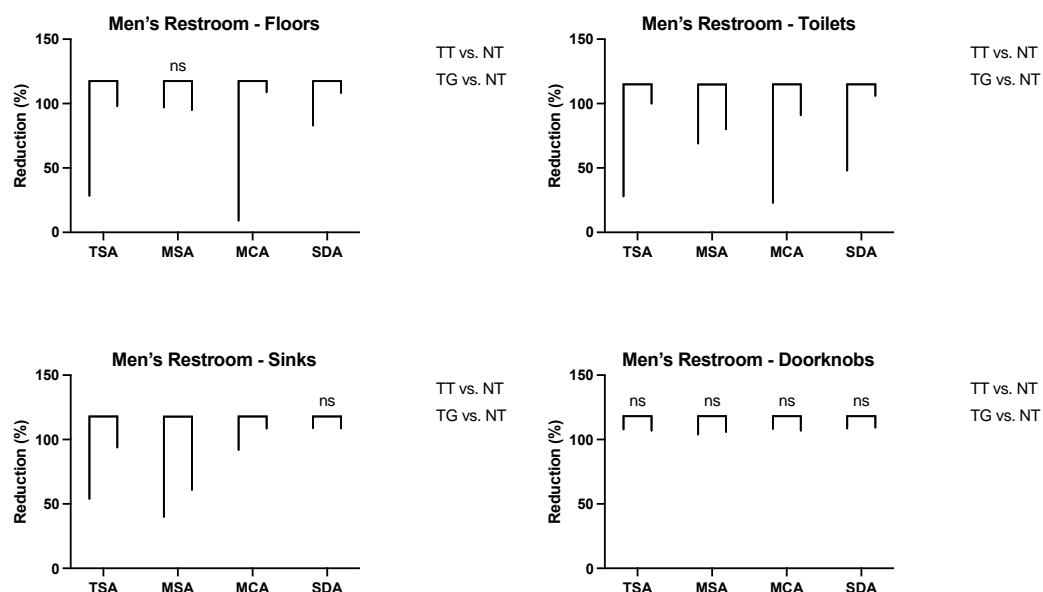 Men's Restroom - Floors
150
100
50
0
Reduction (%)
ns
TSA MSA MCA SDA
TT vs. NT
TG vs. NT
Men's Restroom - Toilets
150
100
50
0
Reduction (%)
TSA MSA MCA SDA
TT vs. NT
TG vs. NT
Men's Restroom - Sinks
150
100
50
0
Reduction (%)
ns
TSA MSA MCA SDA
TT vs. NT
TG vs. NT
Men's Restroom - Doorknobs
150
100
50
0
Reduction (%)
ns ns ns ns
TSA MSA MCA SDA
TT vs. NT
TG vs. NT